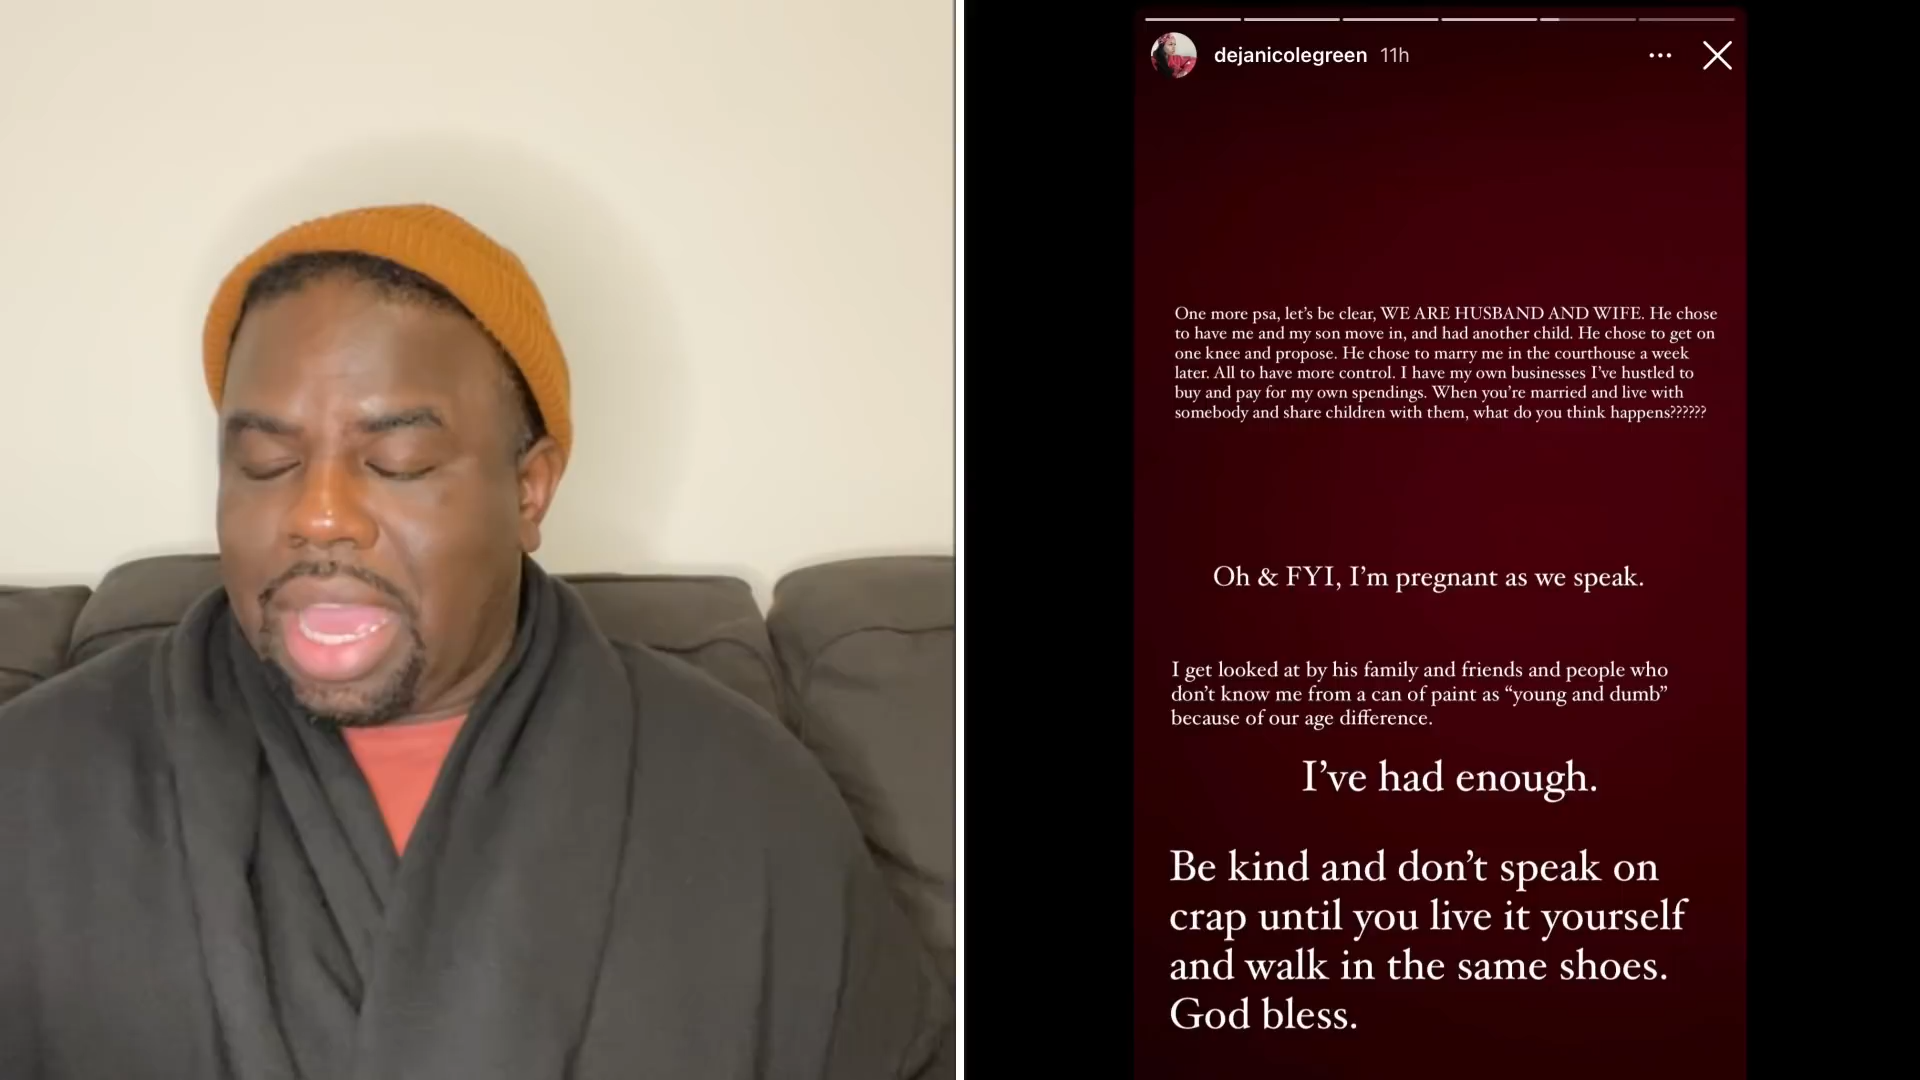 dejanicolegreen 11h
One more psa, let's be clear, WE ARE HUSBAND AND WIFE. He chose
to have me and my son move in, and had another child. He chose to get on
one knee and propose. He chose to marry me in the courthouse a week
later. All to have more control. I have my own businesses I've hustled to
buy and pay for my own spendings. When you're married and live with
somebody and share children with them, what do you think happens??????
Oh & FYI, I'm pregnant as we speak.
I get looked at by his family and friends and people who
don't know me from a can of paint as “young and dumb”
because of our age difference.
I've had enough.
Be kind and don't speak on
crap until you live it yourself
and walk in the same shoes.
God bless.